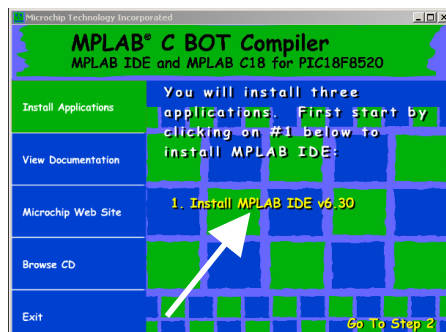 Microchip Technology Incorporated
MPLAB® C BOT Compiler
MPLAB IDE and MPLAB C18 for PIC18F8520
Install Applications
View Documentation
Microchip Web Site
Browse CD
Exit
You will install three
applications. First start by
clicking on #1 below to
install MPLAB IDE:
1. Install MPLAB IDE v6.30
Go To Step 2